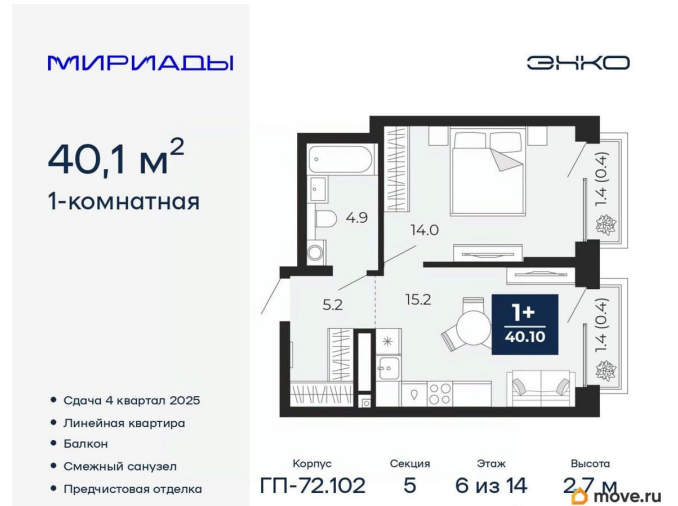 МИРИАДЫ
ЭНКО
40,1 м²
1-комнатная
4.9
14.0
1.4 (0.4)
5.2
15.2
1+
40.10
1.4 (0.4)
Сдача 4 квартал 2025
Линейная квартира
Балкон
Смежный санузел
Предчистовая отделка
Корпус
Секция
Этаж
Высота
ГП-72.102
5
6 из 14
2.7 м
move.ru